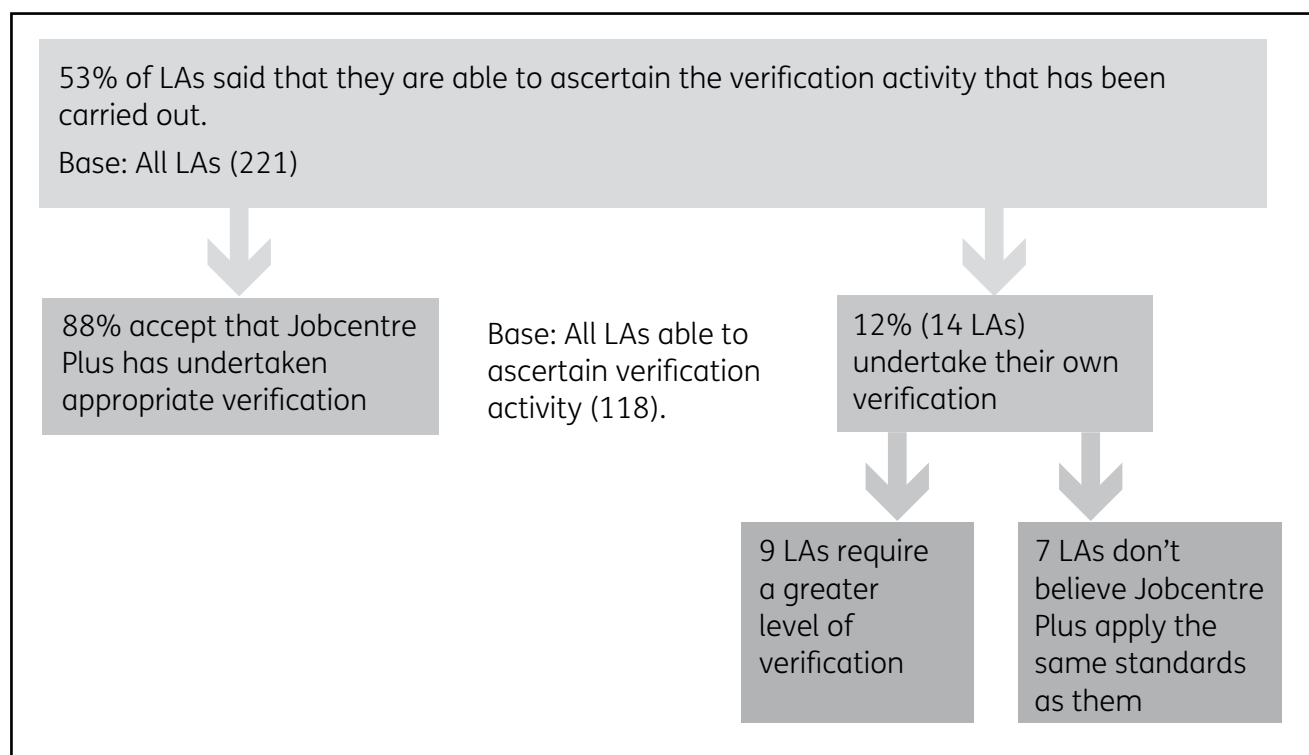 53% of LAs said that they are able to ascertain the verification activity that has been
carried out.
Base: All LAs (221)
88% accept that Jobcentre
Plus has undertaken
appropriate verification
Base: All LAs able to
ascertain verification
activity (118).
12% (14 LAs)
undertake their own
verification
9 LAs require
a greater
level of
verification
7 LAs don’t
believe Jobcentre
Plus apply the
same standards
as them